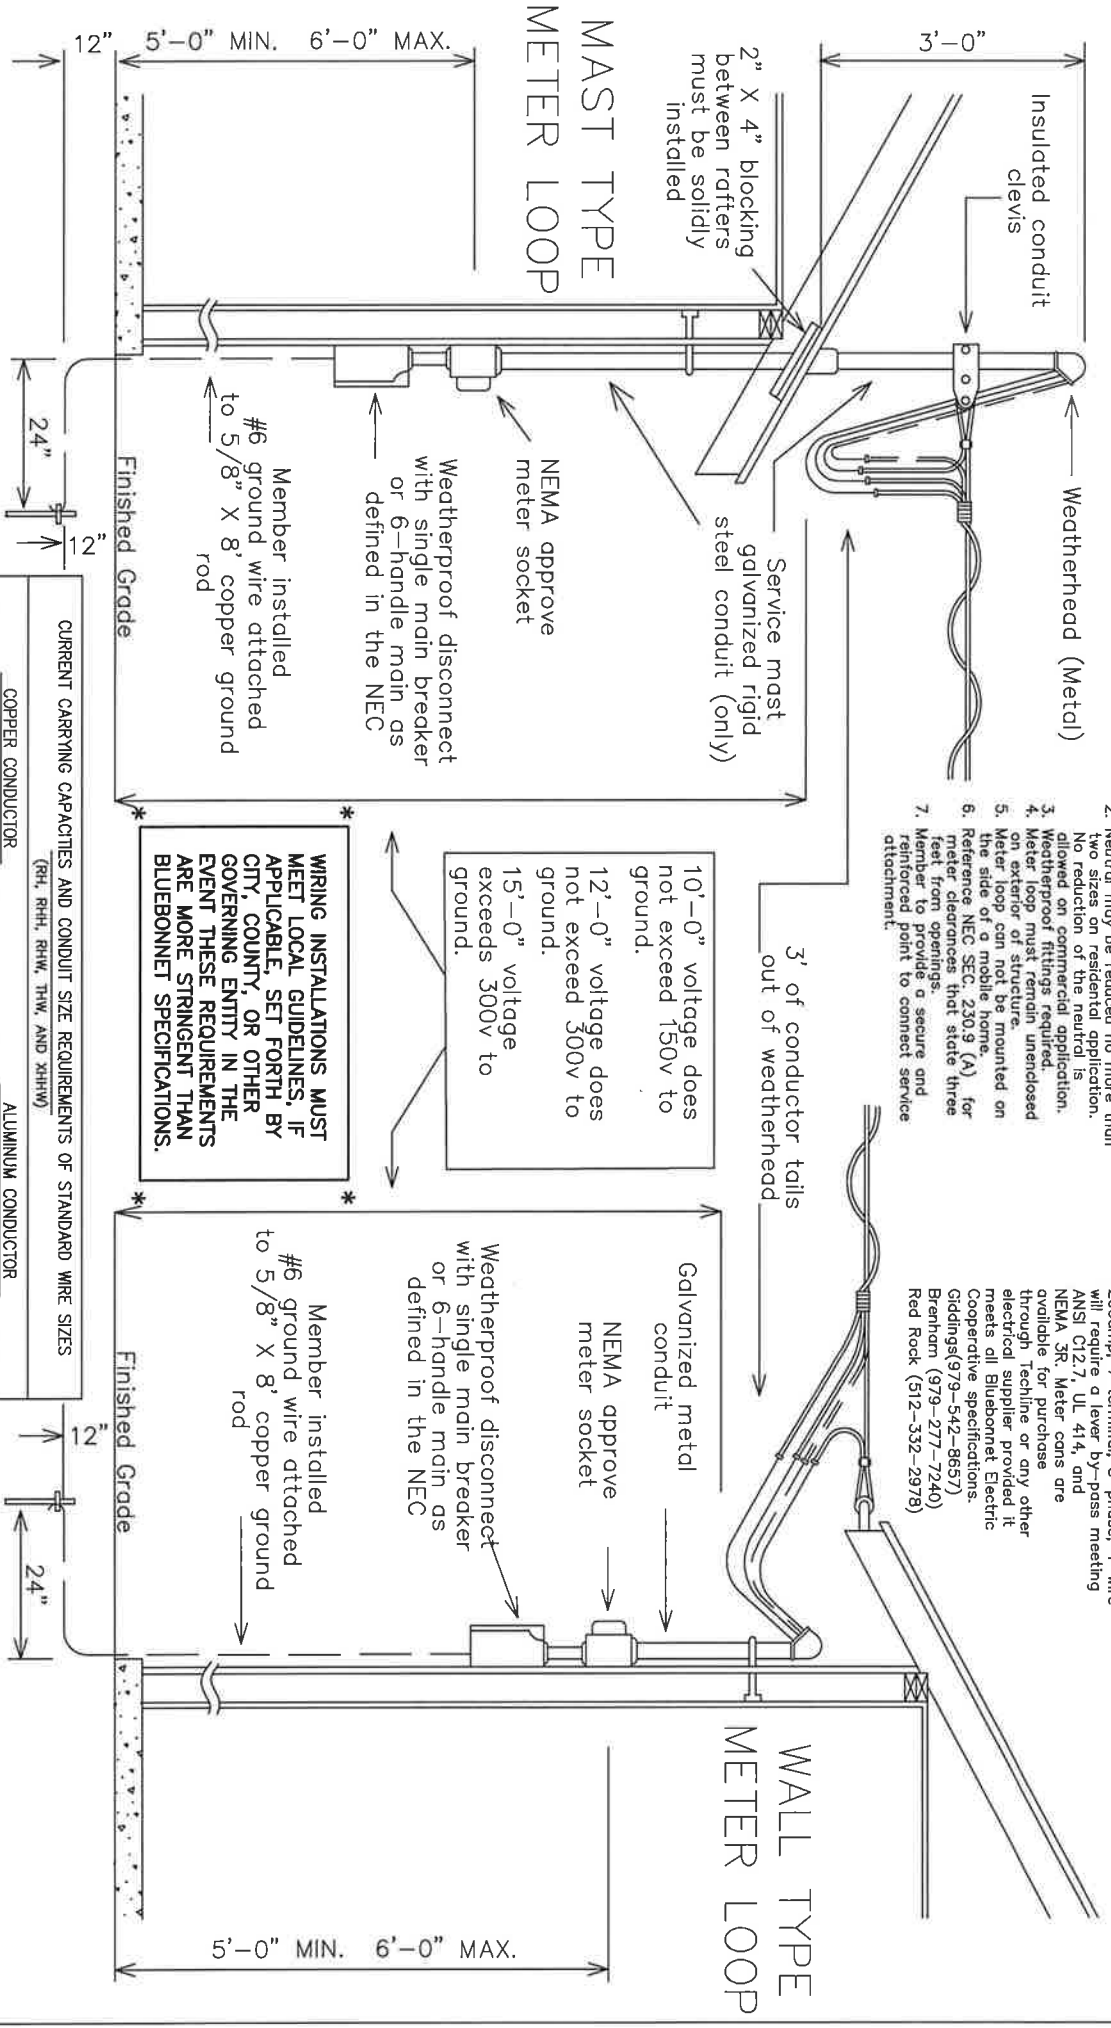 MAST TYPE
METER LOOP
12"
5'-0" MIN. 6'-0" MAX.
3'-0"
2" X 4" blocking
between rafters
must be solidly
installed
Insulated conduit
clevis
Weatherhead (Metal)
Service mast
galvanized rigid
steel conduit (only)
NEMA approve
meter socket
Weatherproof disconnect
with single main breaker
or 6-handle main as
defined in the NEC
Member installed
#6 ground wire attached
to 5/8" X 8' copper ground
rod
Finished Grade
24"
12"
two sizes on residental application.
No reduction of the neutral is
allowed on commercial application.
3. Weatherproof fittings required.
4. Meter loop must remain unenclosed
on exterior of structure.
5. Meter loop can not be mounted on
the side of a mobile home.
6. Reference NEC SEC. 230.9 (A) for
meter clearances that state three
feet from openings.
7. Member to provide a secure and
reinforced point to connect service
attachment.
will require a lever by-pass meeting
ANSI C12.7, UL 414, and
NEMA 3R. Meter cans are
available for purchase
through Techline or any other
electrical supplier provided it
meets all Bluebonnet Electric
Cooperative specifications.
Giddings(979-542-8657)
Brenham (979-277-7240)
Red Rock (512-332-2978)
3' of conductor tails
out of weatherhead
10'-0" voltage does
not exceed 150v to
ground.
12'-0" voltage does
not exceed 300v to
ground.
15'-0" voltage
exceeds 300v to
ground.
* *
WIRING INSTALLATIONS MUST
MEET LOCAL GUIDELINES, IF
APPLICABLE, SET FORTH BY
CITY, COUNTY, OR OTHER
GOVERNING ENTITY IN THE
EVENT THESE REQUIREMENTS
ARE MORE STRINGENT THAN
BLUEBONNET SPECIFICATIONS.
* *
WALL TYPE
METER LOOP
Galvanized metal
conduit
NEMA approve
meter socket
Weatherproof disconnect
with single main breaker
or 6-handle main as
defined in the NEC
Member installed
#6 ground wire attached
to 5/8" X 8' copper ground
rod
Finished Grade
12"
24"
5'-0" MIN. 6'-0" MAX.
CURRENT CARRYING CAPACITIES AND CONDUIT SIZE REQUIREMENTS OF STANDARD WIRE SIZES
(RH, RHH, RHW, THW, AND XHHW)
COPPER CONDUCTOR
ALUMINUM CONDUCTOR